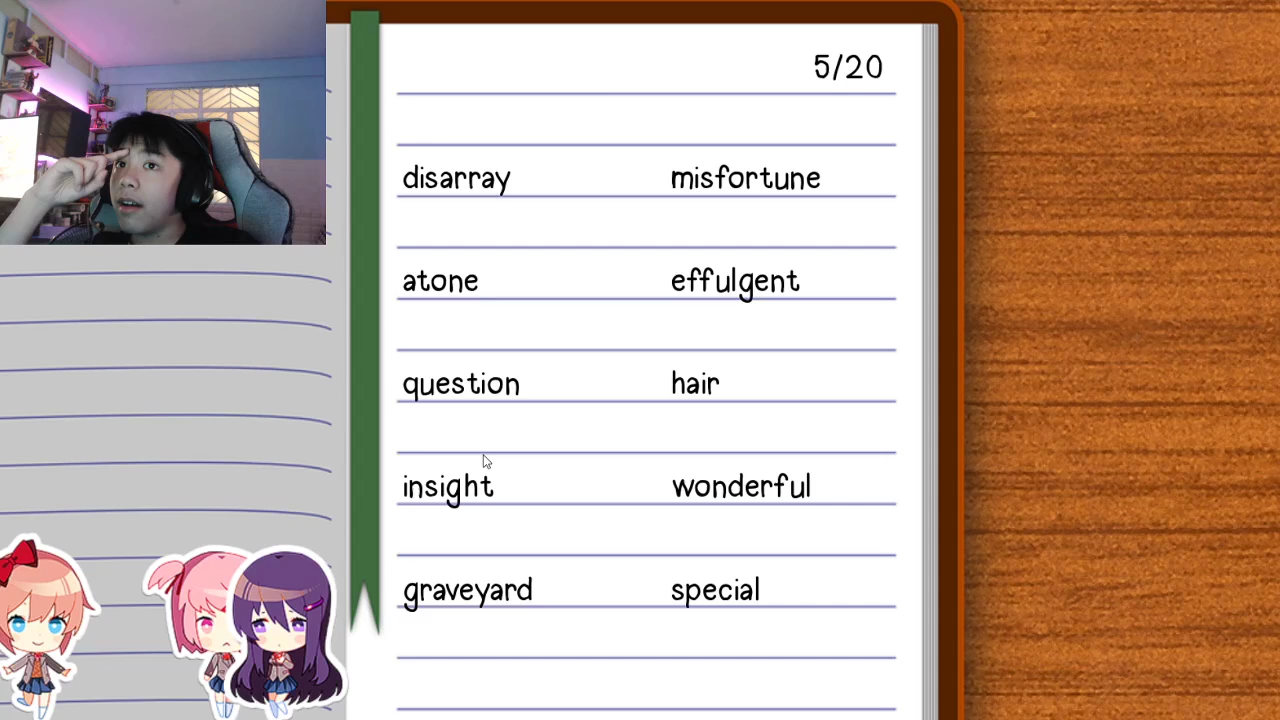 5/20
disarray misfortune
atone effulgent
question hair
insight wonderful
graveyard special